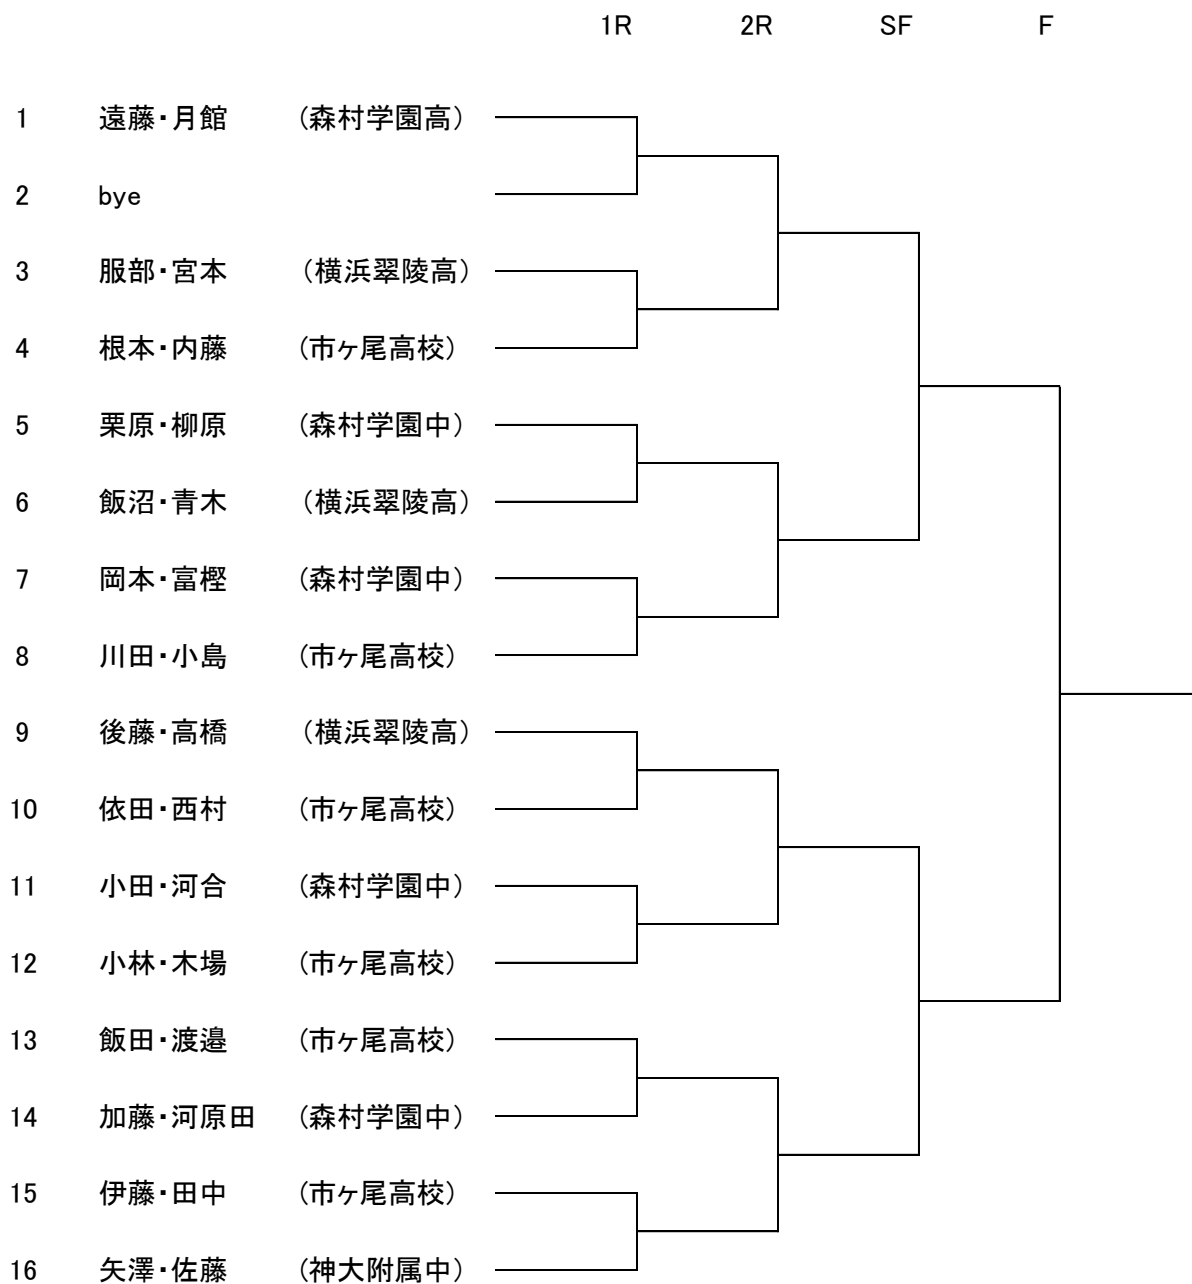 1R 2R SF F
1 遠藤・月館 (森村学園高)
2 bye
3 服部・宮本 (横浜翠陵高)
4 根本・内藤 (市ヶ尾高校)
5 栗原・柳原 (森村学園中)
6 飯沼・青木 (横浜翠陵高)
7 岡本・富樫 (森村学園中)
8 川田・小島 (市ヶ尾高校)
9 後藤・高橋 (横浜翠陵高)
10 依田・西村 (市ヶ尾高校)
11 小田・河合 (森村学園中)
12 小林・木場 (市ヶ尾高校)
13 飯田・渡邉 (市ヶ尾高校)
14 加藤・河原田 (森村学園中)
15 伊藤・田中 (市ヶ尾高校)
16 矢澤・佐藤 (神大附属中)